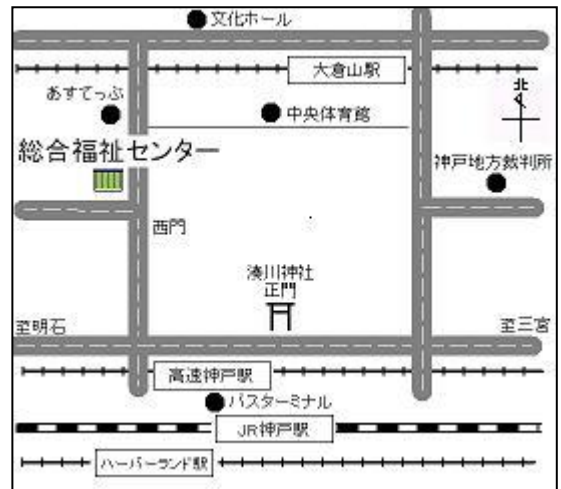 文化ホール
大倉山駅
北
あすてっぷ
中央体育館
総合福祉センター
神戸地方裁判所
西門
湊川神社
正門
至明石
至三宮
高速神戸駅
バスターミナル
JR神戸駅
ハーバーランド駅